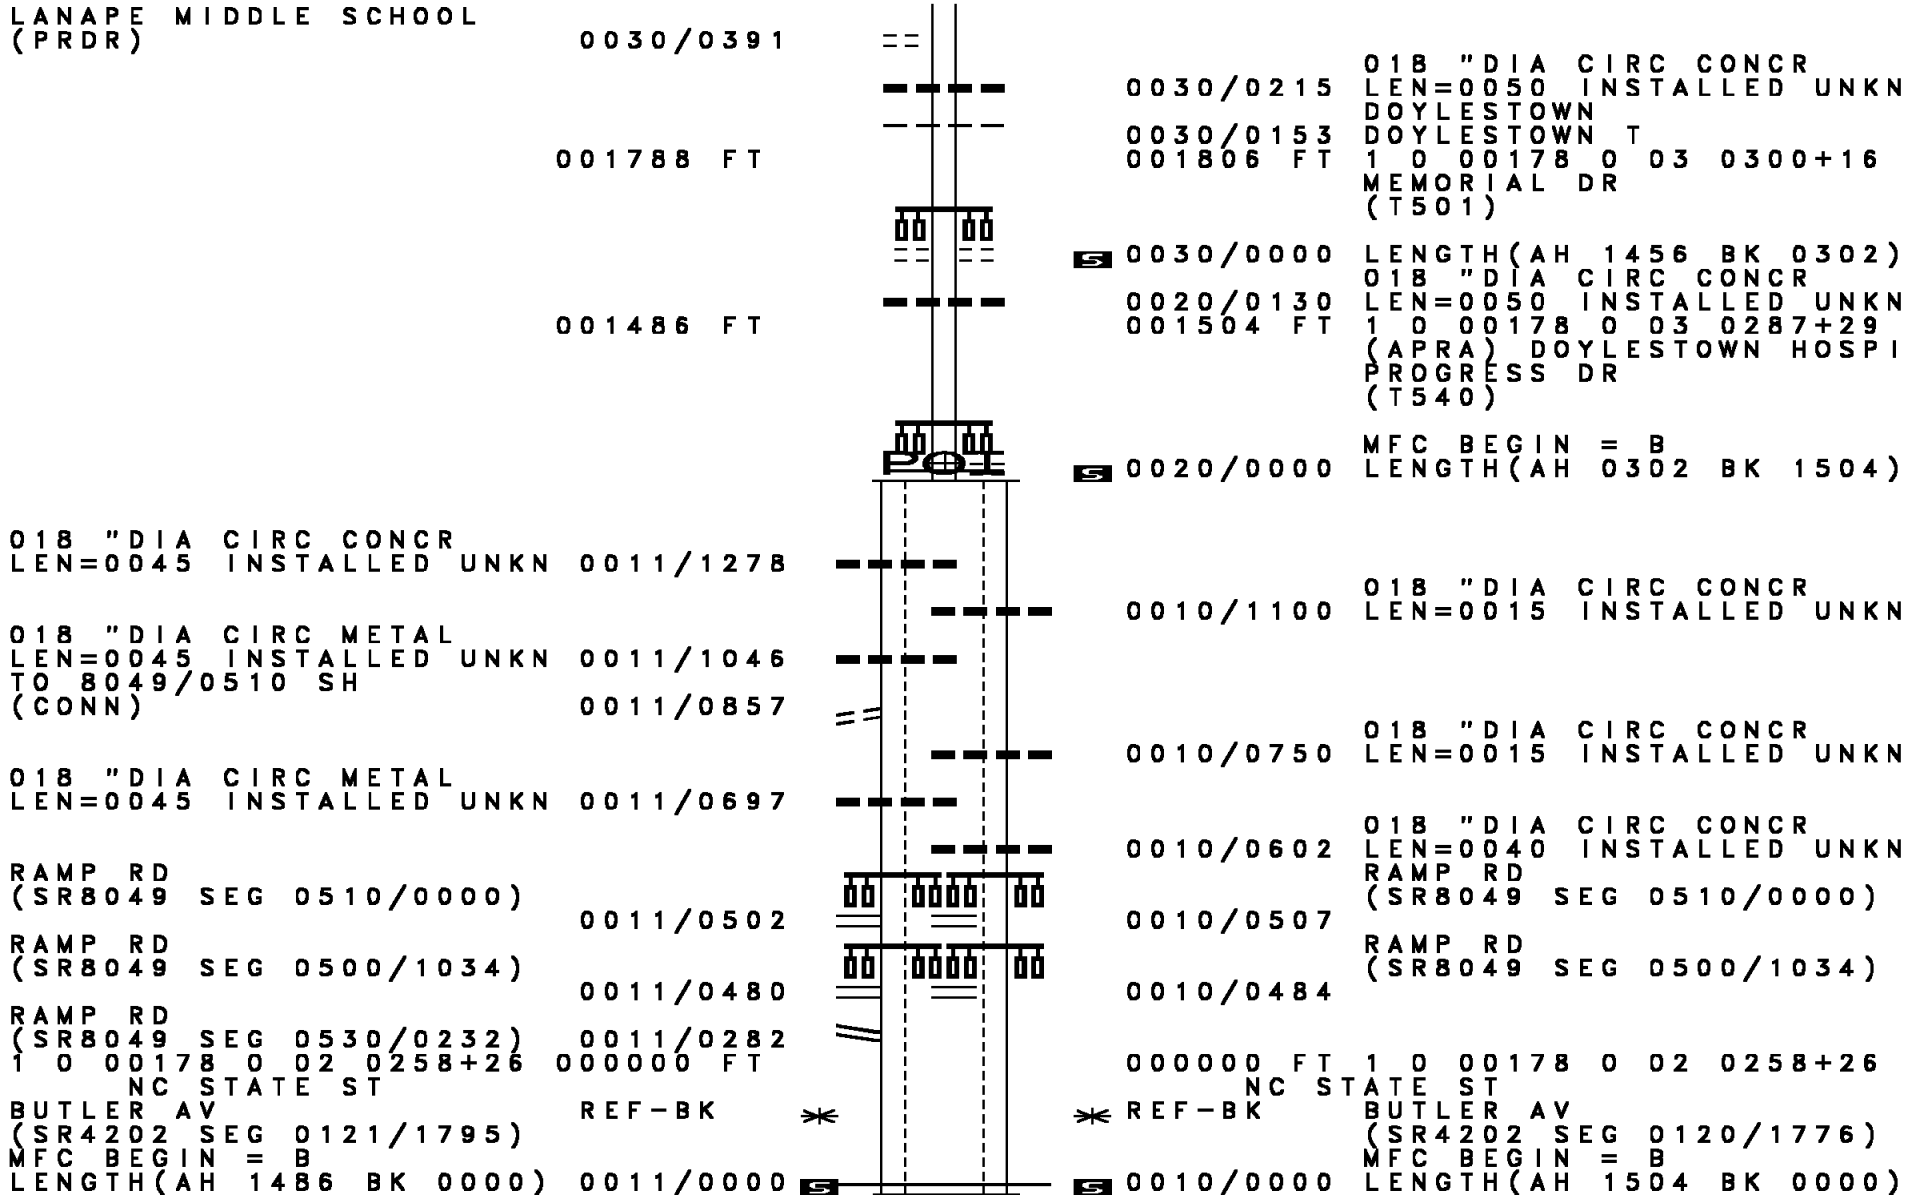 LANAPE MIDDLE SCHOOL
(PRDR) 0030/0391
018 "DIA CIRC CONCR
0030/0215 LEN=0050 INSTALLED UNKN
DOYLESTOWN
0030/0153 DOYLESTOWN T
001788 FT 001806 FT 1 0 00178 0 03 0300+16
MEMORIAL DR
(T501)
S 0030/0000 LENGTH(AH 1456 BK 0302)
018 "DIA CIRC CONCR
0020/0130 LEN=0050 INSTALLED UNKN
001486 FT 001504 FT 1 0 00178 0 03 0287+29
(APRA) DOYLESTOWN HOSPI
PROGRESS DR
(T540)
MFC BEGIN = B
POI S 0020/0000 LENGTH(AH 0302 BK 1504)
018 "DIA CIRC CONCR
LEN=0045 INSTALLED UNKN 0011/1278
018 "DIA CIRC CONCR
0010/1100 LEN=0015 INSTALLED UNKN
018 "DIA CIRC METAL
LEN=0045 INSTALLED UNKN 0011/1046
TO 8049/0510 SH
(CONN) 0011/0857
018 "DIA CIRC CONCR
0010/0750 LEN=0015 INSTALLED UNKN
018 "DIA CIRC METAL
LEN=0045 INSTALLED UNKN 0011/0697
018 "DIA CIRC CONCR
0010/0602 LEN=0040 INSTALLED UNKN
RAMP RD RAMP RD
(SR8049 SEG 0510/0000) (SR8049 SEG 0510/0000)
0011/0502 0010/0507
RAMP RD RAMP RD
(SR8049 SEG 0500/1034) (SR8049 SEG 0500/1034)
0011/0480 0010/0484
RAMP RD
(SR8049 SEG 0530/0232) 0011/0282
1 0 00178 0 02 0258+26 000000 FT 000000 FT 1 0 00178 0 02 0258+26
NC STATE ST NC STATE ST
BUTLER AV REF-BK REF-BK BUTLER AV
(SR4202 SEG 0121/1795) (SR4202 SEG 0120/1776)
MFC BEGIN = B MFC BEGIN = B
LENGTH(AH 1486 BK 0000) 0011/0000 S S 0010/0000 LENGTH(AH 1504 BK 0000)